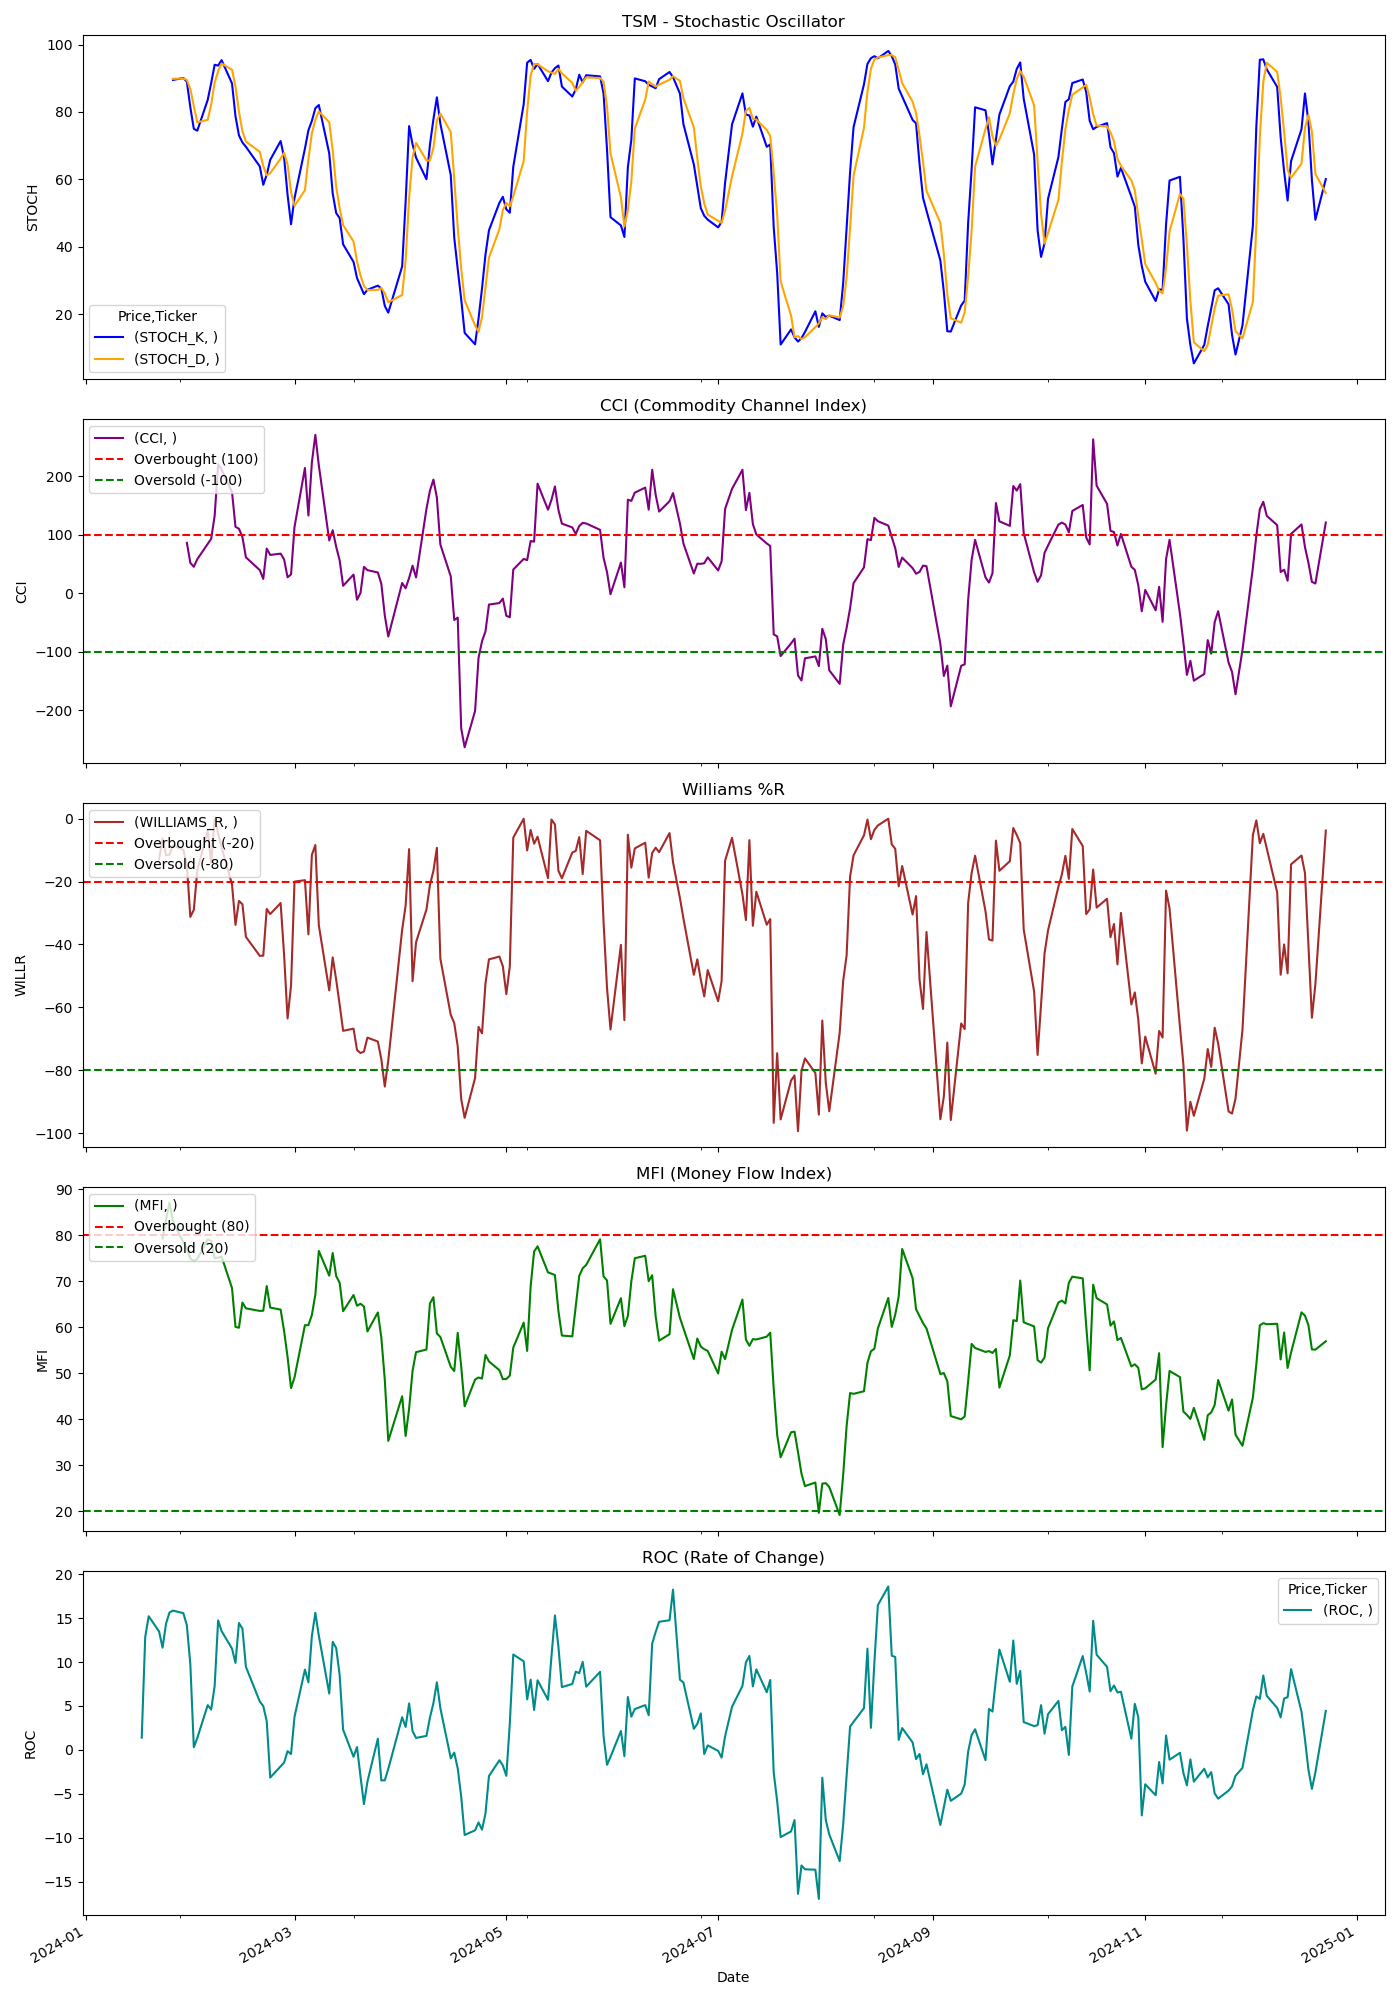 TSM - Stochastic Oscillator
100
80
60
40
20
STOCH
Price,Ticker
(STOCH_K, )
(STOCH_D, )
CCI (Commodity Channel Index)
200
100
0
−100
−200
CCI
(CCI, )
Overbought (100)
Oversold (-100)
Williams %R
0
−20
−40
−60
−80
−100
WILLR
(WILLIAMS_R, )
Overbought (-20)
Oversold (-80)
MFI (Money Flow Index)
90
80
70
60
50
40
30
20
MFI
(MFI, )
Overbought (80)
Oversold (20)
ROC (Rate of Change)
20
15
10
5
0
−5
−10
−15
ROC
Price,Ticker
(ROC, )
2024-01
2024-03
2024-05
2024-07
2024-09
2024-11
2025-01
Date